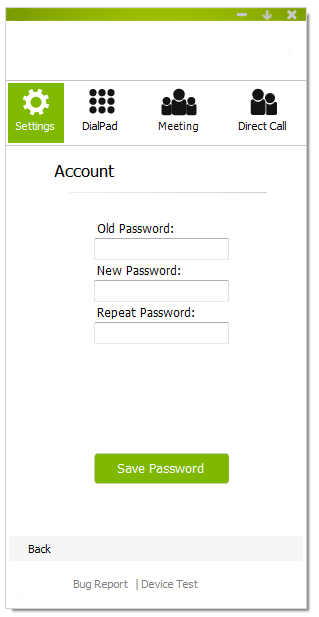 Settings DialPad Meeting Direct Call
Account
Old Password:
New Password:
Repeat Password:
Save Password
Back
Bug Report | Device Test